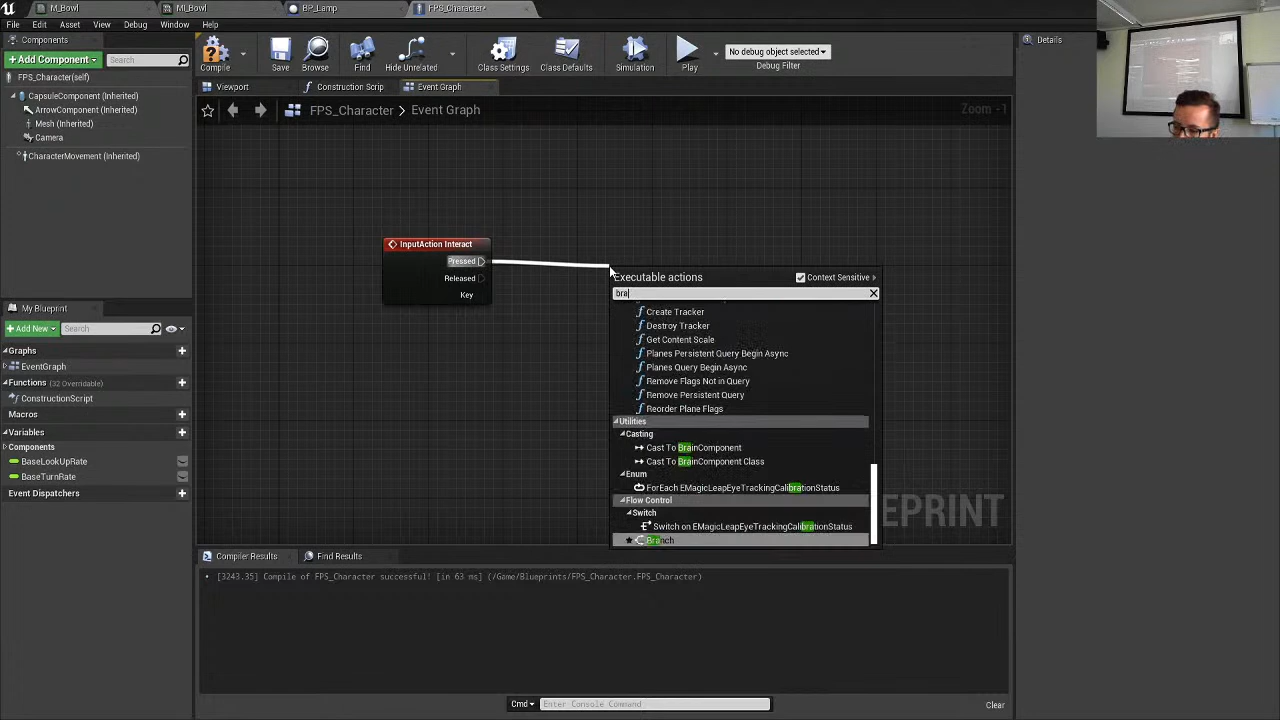 M_Bowl
MI_Bowl
BP_Lamp
FPS_Character*
File
Edit
Asset
View
Debug
Window
Help
Components
+ Add Component
Search
FPS_Character(self)
CapsuleComponent (Inherited)
ArrowComponent (Inherited)
Mesh (Inherited)
Camera
CharacterMovement (Inherited)
My Blueprint
+ Add New
Search
Graphs
EventGraph
Functions (32 Overridable)
ConstructionScript
Macros
Variables
Components
BaseLookUpRate
BaseTurnRate
Event Dispatchers
Compile
Save
Browse
Find
Hide Unrelated
Class Settings
Class Defaults
Simulation
Play
No debug object selected
Debug Filter
Viewport
Construction Scrip
Event Graph
FPS_Character > Event Graph
Zoom -1
InputAction Interact
Pressed
Released
Key
Executable actions
Context Sensitive
bra
Create Tracker
Destroy Tracker
Get Content Scale
Planes Persistent Query Begin Async
Planes Query Begin Async
Remove Flags Not in Query
Remove Persistent Query
Reorder Plane Flags
Utilities
Casting
Cast To BrainComponent
Cast To BrainComponent Class
Enum
ForEach EMagicLeapEyeTrackingCalibrationStatus
Flow Control
Switch
Switch on EMagicLeapEyeTrackingCalibrationStatus
Branch
EPRINT
Compiler Results
Find Results
[3243.35] Compile of FPS_Character successful! [in 63 ms] (/Game/Blueprints/FPS_Character.FPS_Character)
Cmd
Enter Console Command
Clear
Details